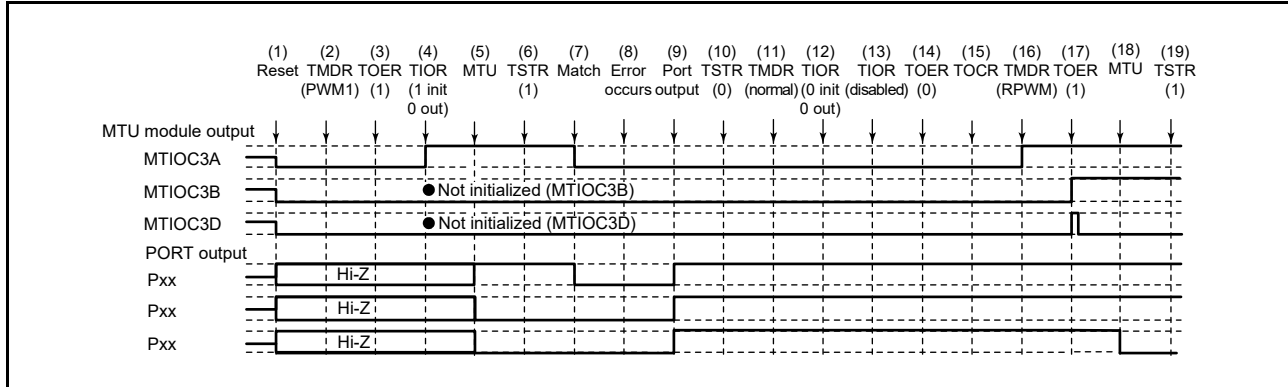 (1) (2) (3) (4) (5) (6) (7) (8) (9) (10) (11) (12) (13) (14) (15) (16) (17) (18) (19)
Reset TMDR TOER TIOR MTU TSTR Match Error Port TSTR TMDR TIOR TIOR TOER TOCR TMDR TOER MTU TSTR
(PWM1) (1) (1 init (1) occurs output (0) (normal) (0 init (disabled) (0) (RPWM) (1) (1)
0 out) 0 out)
MTU module output
MTIOC3A
MTIOC3B ●Not initialized (MTIOC3B)
MTIOC3D ●Not initialized (MTIOC3D)
PORT output
Pxx Hi-Z
Pxx Hi-Z
Pxx Hi-Z